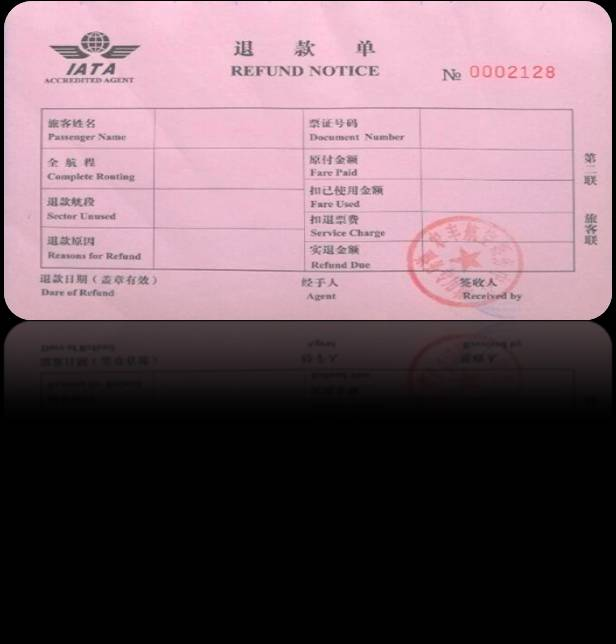 IATA
ACCREDITED AGENT
退 款 单
REFUND NOTICE
№ 0002128
旅客姓名
Passenger Name
票证号码
Document Number
全 航 程
Complete Routing
原付金额
Fare Paid
退款航段
Sector Unused
扣已使用金额
Fare Used
扣退票费
Service Charge
退款原因
Reasons for Refund
实退金额
Refund Due
退款日期（盖章有效）
Dare of Refund
经手人
Agent
签收人
Received by
第二联 旅客联